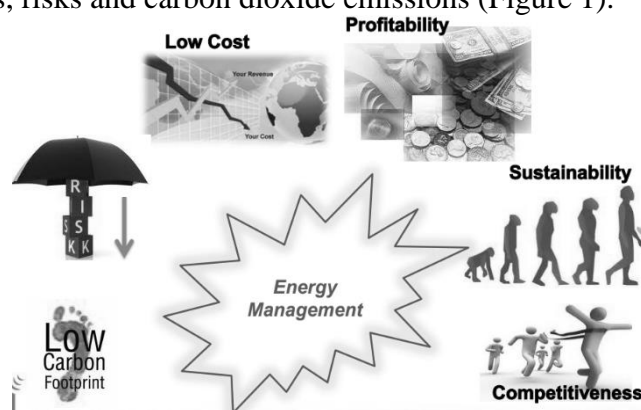 s, risks and carbon dioxide emissions (Figure 1).
Low Cost
Profitability
Your Revenue
Your Cost
Sustainability
R
I
S S
K K
Energy
Management
Low
Carbon
Footprint
Competitiveness